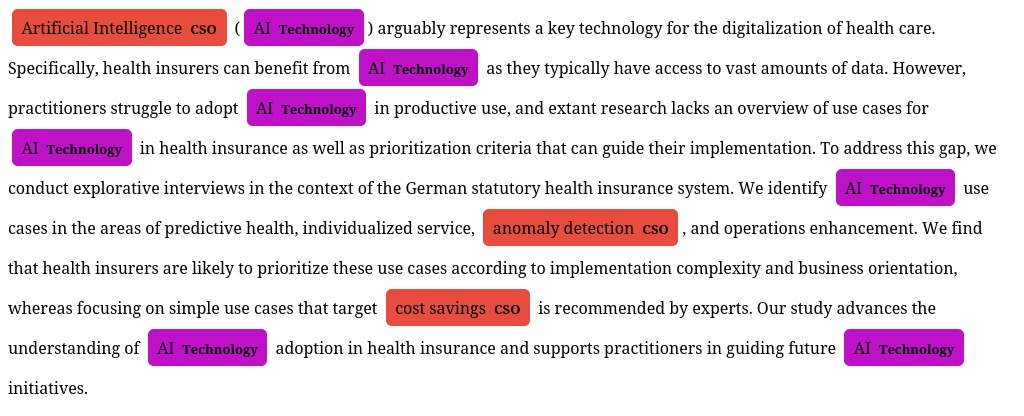 Artificial Intelligence CSO ( AI Technology ) arguably represents a key technology for the digitalization of health care.
Specifically, health insurers can benefit from AI Technology as they typically have access to vast amounts of data. However,
practitioners struggle to adopt AI Technology in productive use, and extant research lacks an overview of use cases for
AI Technology in health insurance as well as prioritization criteria that can guide their implementation. To address this gap, we
conduct explorative interviews in the context of the German statutory health insurance system. We identify AI Technology use
cases in the areas of predictive health, individualized service, anomaly detection CSO , and operations enhancement. We find
that health insurers are likely to prioritize these use cases according to implementation complexity and business orientation,
whereas focusing on simple use cases that target cost savings CSO is recommended by experts. Our study advances the
understanding of AI Technology adoption in health insurance and supports practitioners in guiding future AI Technology
initiatives.